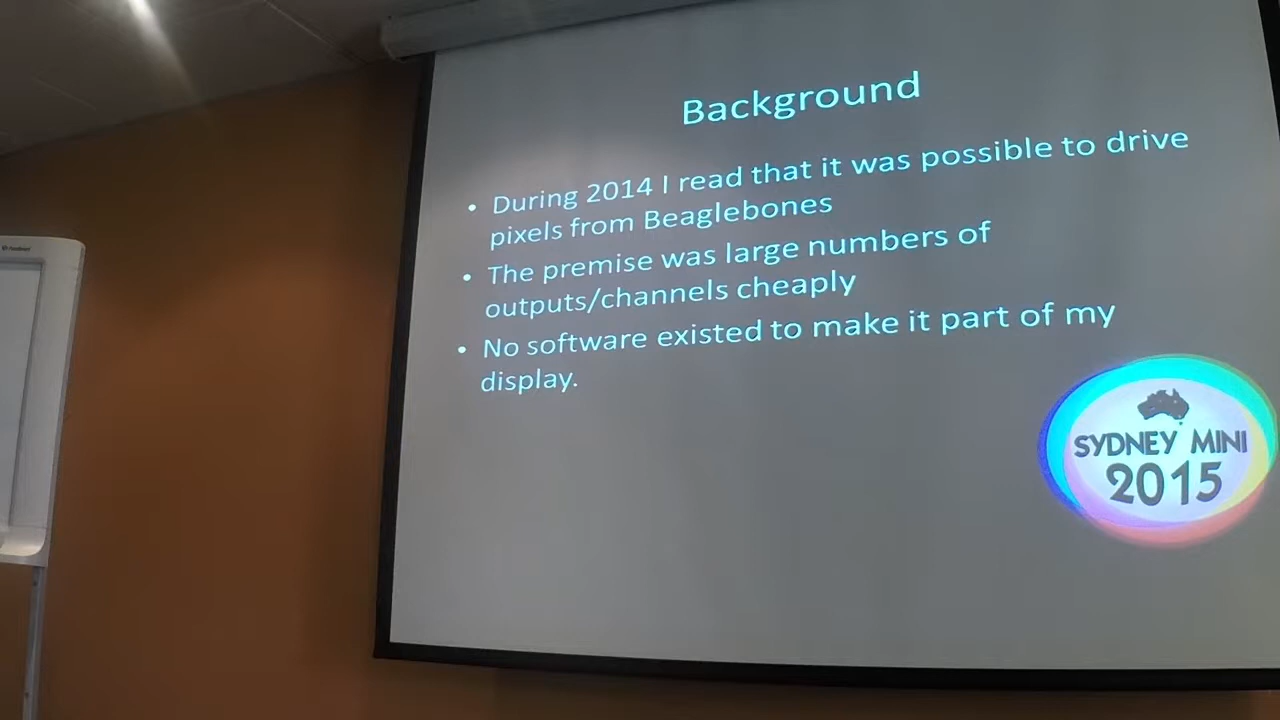 Background
• During 2014 I read that it was possible to drive
pixels from Beaglebones
• The premise was large numbers of
outputs/channels cheaply
• No software existed to make it part of my
display.
SYDNEY MINI
2015